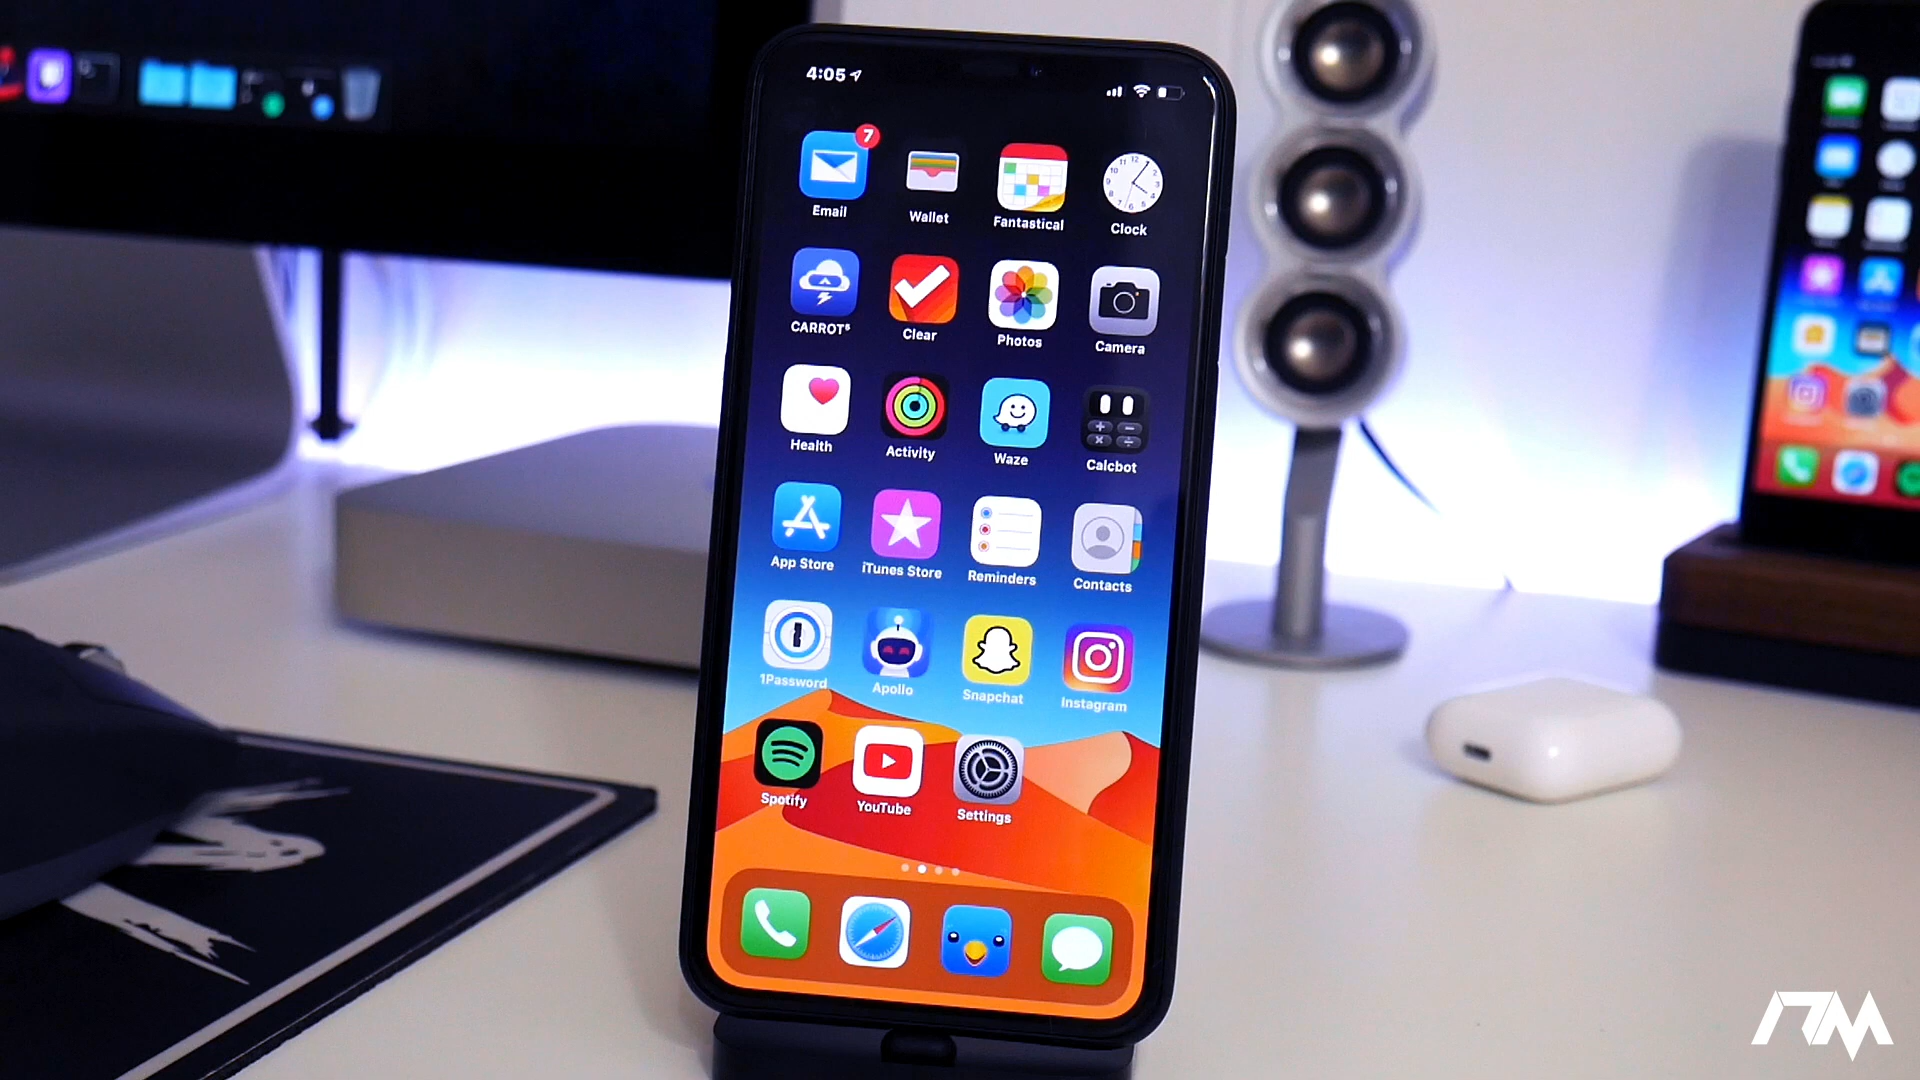 4:05
7
Email
Wallet
Fantastical
Clock
CARROT⁵
Clear
Photos
Camera
Health
Activity
Waze
Calcbot
App Store
iTunes Store
Reminders
Contacts
1Password
Apollo
Snapchat
Instagram
Spotify
YouTube
Settings